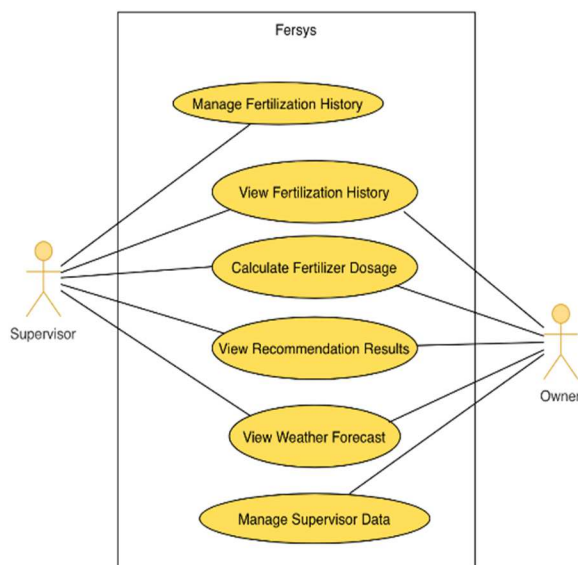 Fersys
Manage Fertilization History
View Fertilization History
Calculate Fertilizer Dosage
Supervisor
View Recommendation Results
Owner
View Weather Forecast
Manage Supervisor Data